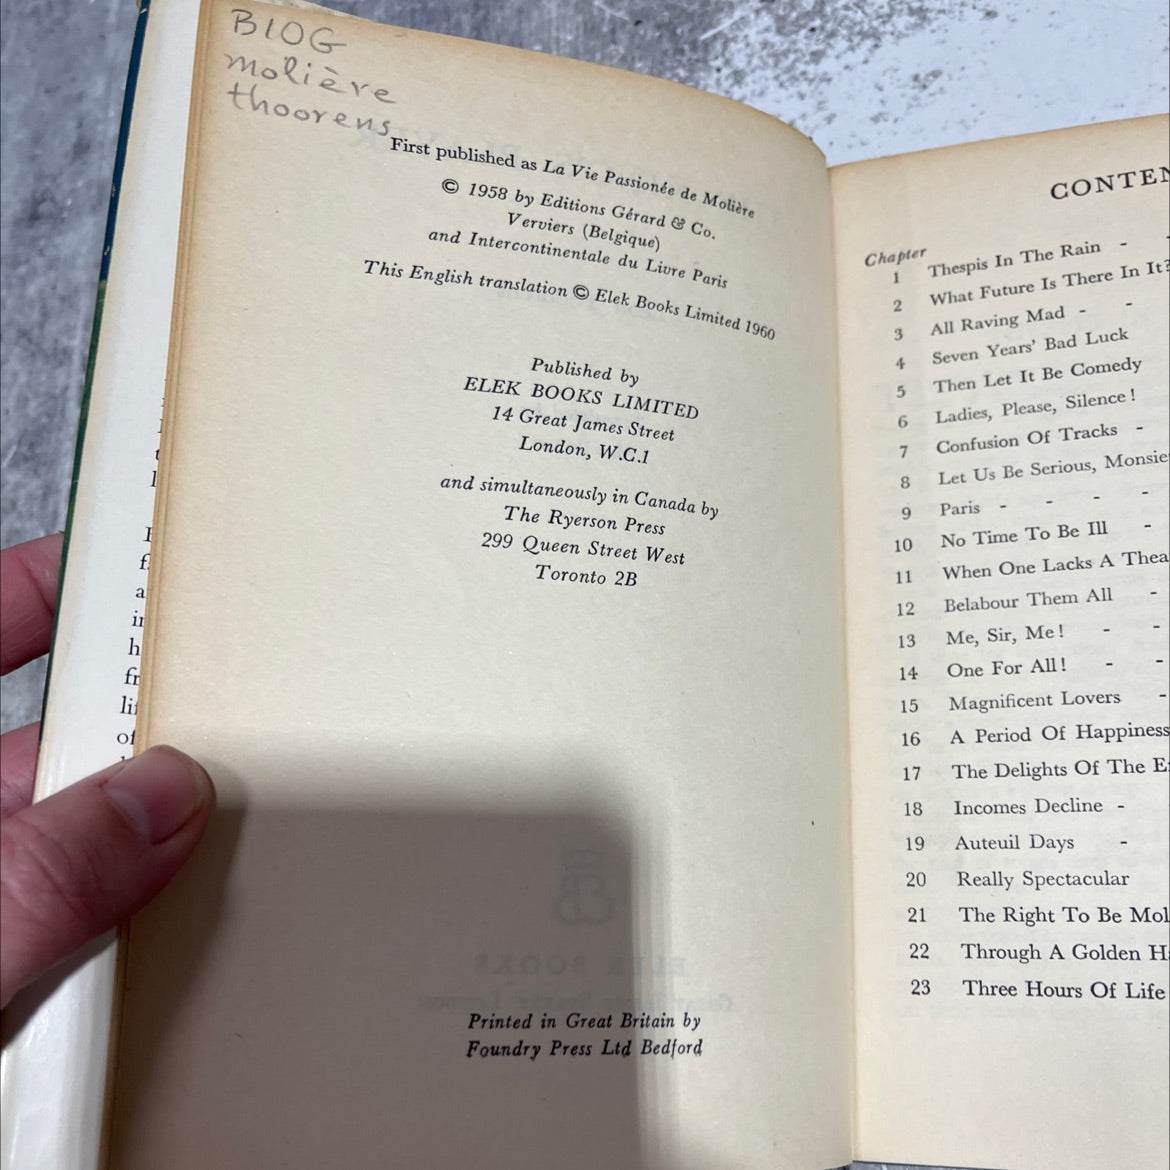 BIOG
molière
thoorens
First published as La Vie Passionée de Molière
© 1958 by Editions Gérard & Co.
Verviers (Belgique)
and Intercontinentale du Livre Paris
This English translation © Elek Books Limited 1960
Published by
ELEK BOOKS LIMITED
14 Great James Street
London, W.C.1
and simultaneously in Canada by
The Ryerson Press
299 Queen Street West
Toronto 2B
Printed in Great Britain by
Foundry Press Ltd Bedford
CONTEN
Chapter
1 Thespis In The Rain -
2 What Future Is There In It?
3 All Raving Mad - -
4 Seven Years' Bad Luck
5 Then Let It Be Comedy
6 Ladies, Please, Silence!
7 Confusion Of Tracks -
8 Let Us Be Serious, Monsie
9 Paris - - - -
10 No Time To Be Ill -
11 When One Lacks A Thea
12 Belabour Them All -
13 Me, Sir, Me! - -
14 One For All! - -
15 Magnificent Lovers -
16 A Period Of Happiness
17 The Delights Of The E
18 Incomes Decline -
19 Auteuil Days -
20 Really Spectacular
21 The Right To Be Mol
22 Through A Golden H
23 Three Hours Of Life